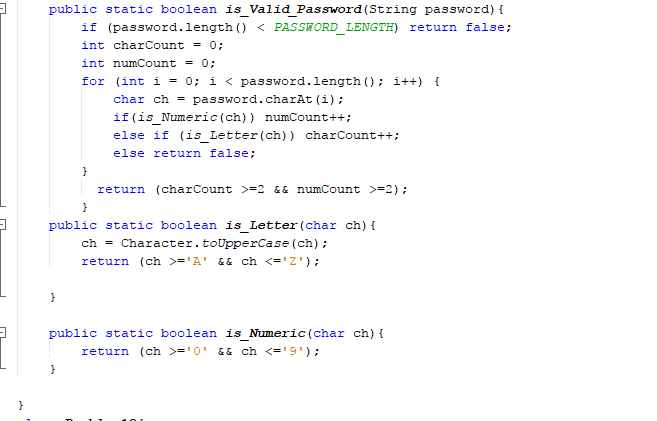 public static boolean is_Valid_Password(String password){
if (password.length() < PASSWORD_LENGTH) return false;
int charCount = 0;
int numCount = 0;
for (int i = 0; i < password.length(); i++) {
char ch = password.charAt(i);
if(is_Numeric(ch)) numCount++;
else if (is_Letter(ch)) charCount++;
else return false;
}
return (charCount >=2 && numCount >=2);
}
public static boolean is_Letter(char ch){
ch = Character.toUpperCase(ch);
return (ch >='A' && ch <='Z');
}
public static boolean is_Numeric(char ch){
return (ch >='0' && ch <='9');
}
}